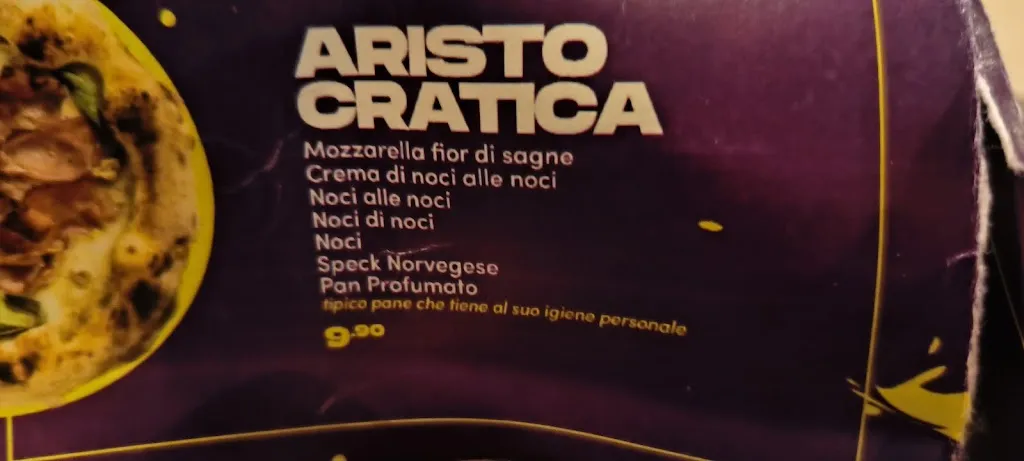 ARISTO
CRATICA
Mozzarella fior di sagne
Crema di noci alle noci
Noci alle noci
Noci di noci
Noci
Speck Norvegese
Pan Profumato
tipico pane che tiene al suo igiene personale
9.90